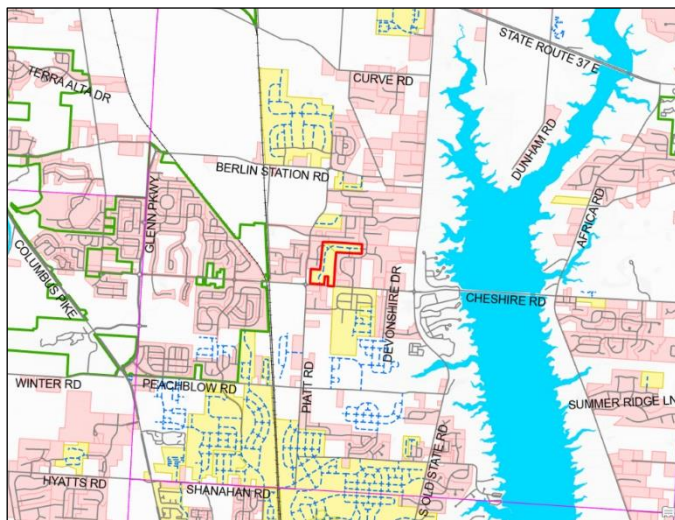 STATE ROUTE 37 E
TERRA ALTA DR
CURVE RD
DUNHAM RD
BERLIN STATION RD
AFRICA RD
GLENN PKWY
COLUMBUS PIKE
DEVONSHIRE DR
CHESHIRE RD
WINTER RD
PEACHBLOW RD
PIATT RD
SUMMER RIDGE LN
HYATTS RD
SHANAHAN RD
S OLD STATE RD